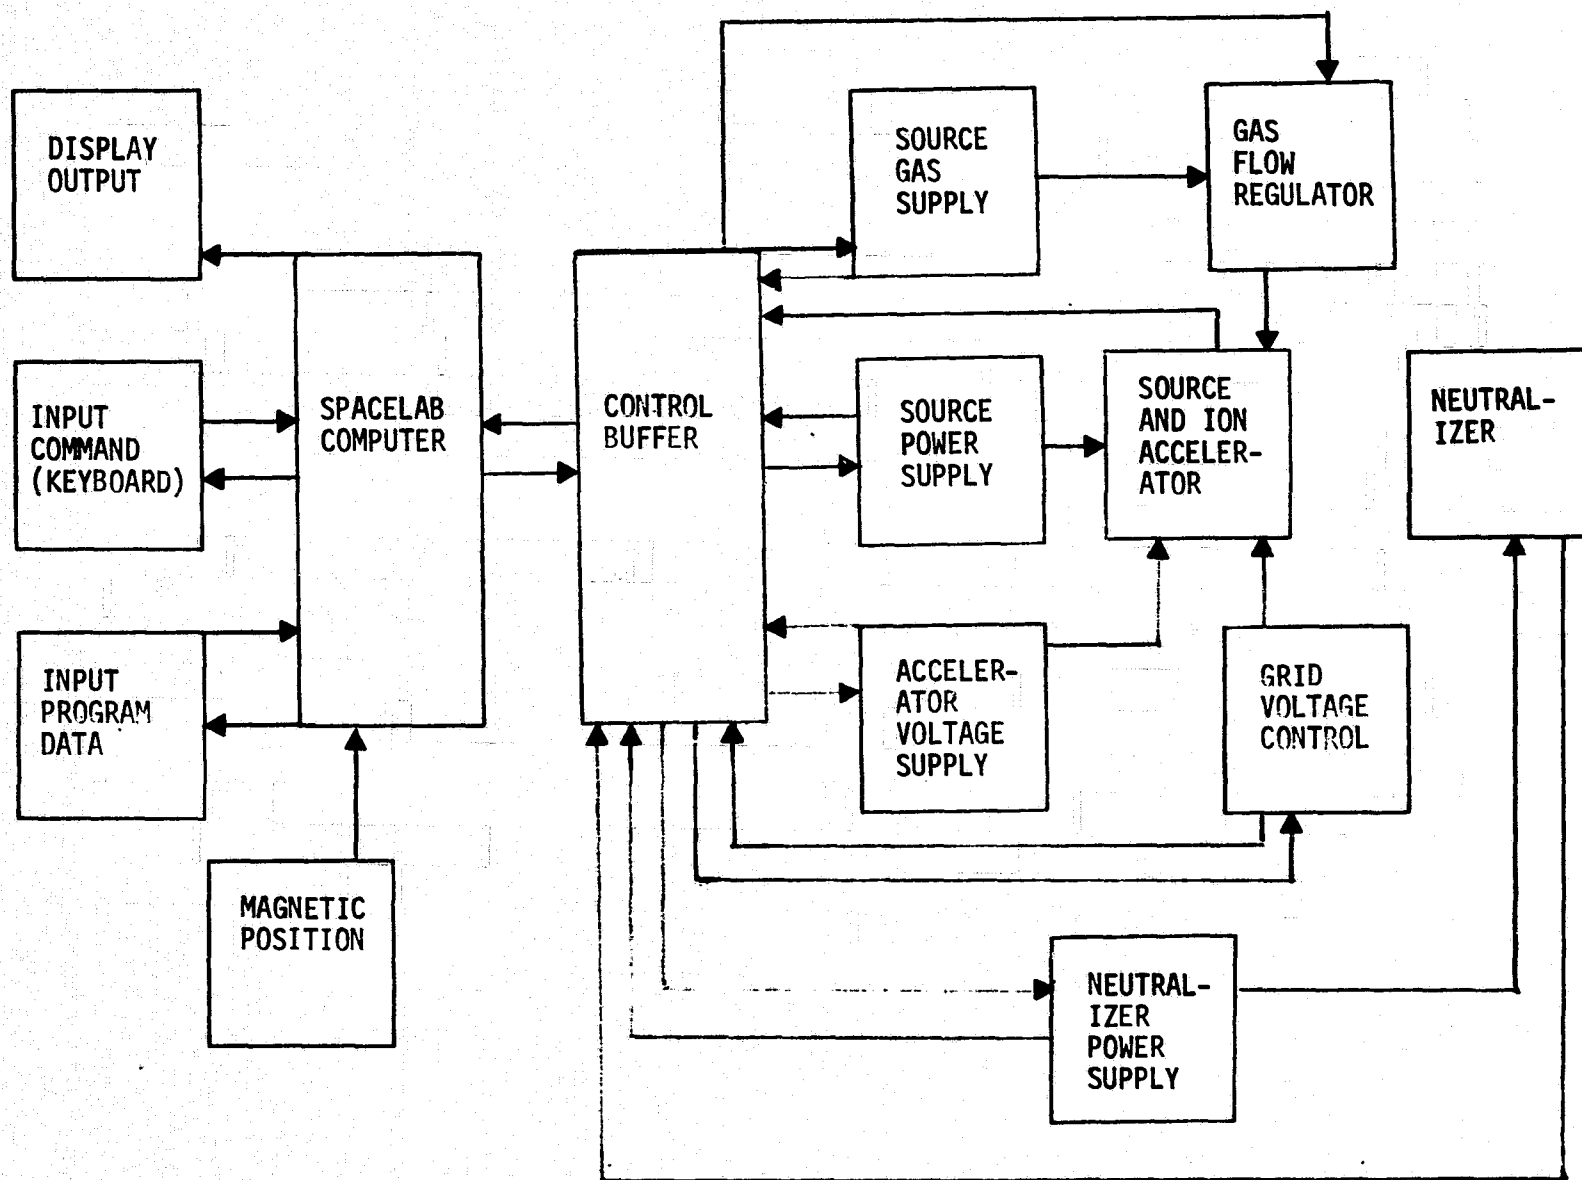 DISPLAY
OUTPUT
INPUT
COMMAND
(KEYBOARD)
INPUT
PROGRAM
DATA
MAGNETIC
POSITION
SPACELAB
COMPUTER
CONTROL
BUFFER
SOURCE
GAS
SUPPLY
GAS
FLOW
REGULATOR
SOURCE
POWER
SUPPLY
SOURCE
AND ION
ACCELER-
ATOR
NEUTRAL-
IZER
ACCELER-
ATOR
VOLTAGE
SUPPLY
GRID
VOLTAGE
CONTROL
NEUTRAL-
IZER
POWER
SUPPLY